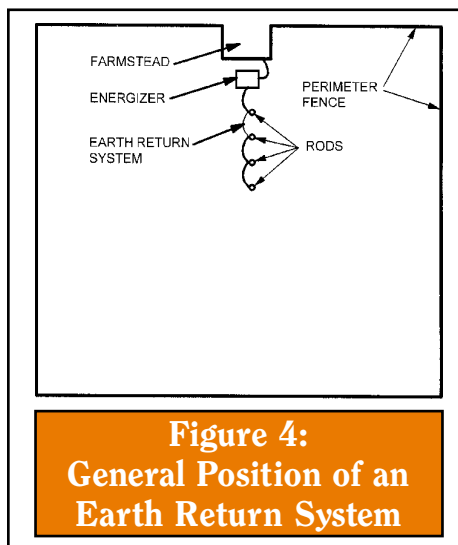 FARMSTEAD
ENERGIZER
EARTH RETURN
SYSTEM
PERIMETER
FENCE
RODS
Figure 4:
General Position of an
Earth Return System